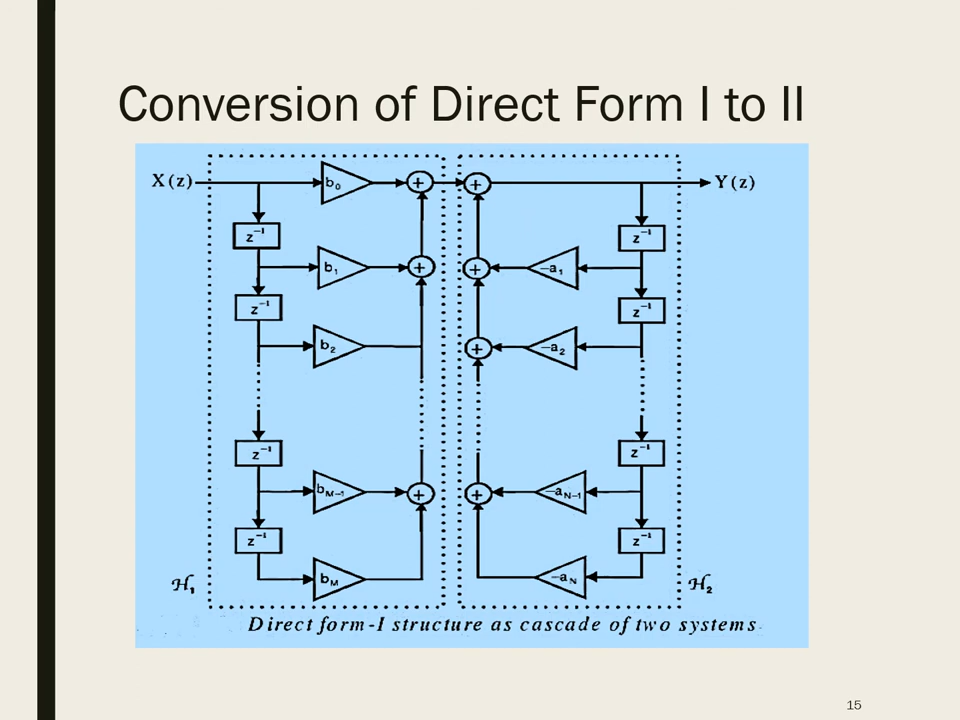 Conversion of Direct Form I to II
X(z) b₀ + + Y(z)
z⁻¹ z⁻¹
b₁ + + −a₁
z⁻¹ z⁻¹
b₂ + −a₂
z⁻¹ z⁻¹
b_M−1 + + −a_N−1
z⁻¹ z⁻¹
b_M −a_N
ℋ₁ ℋ₂
Direct form-I structure as cascade of two systems
15